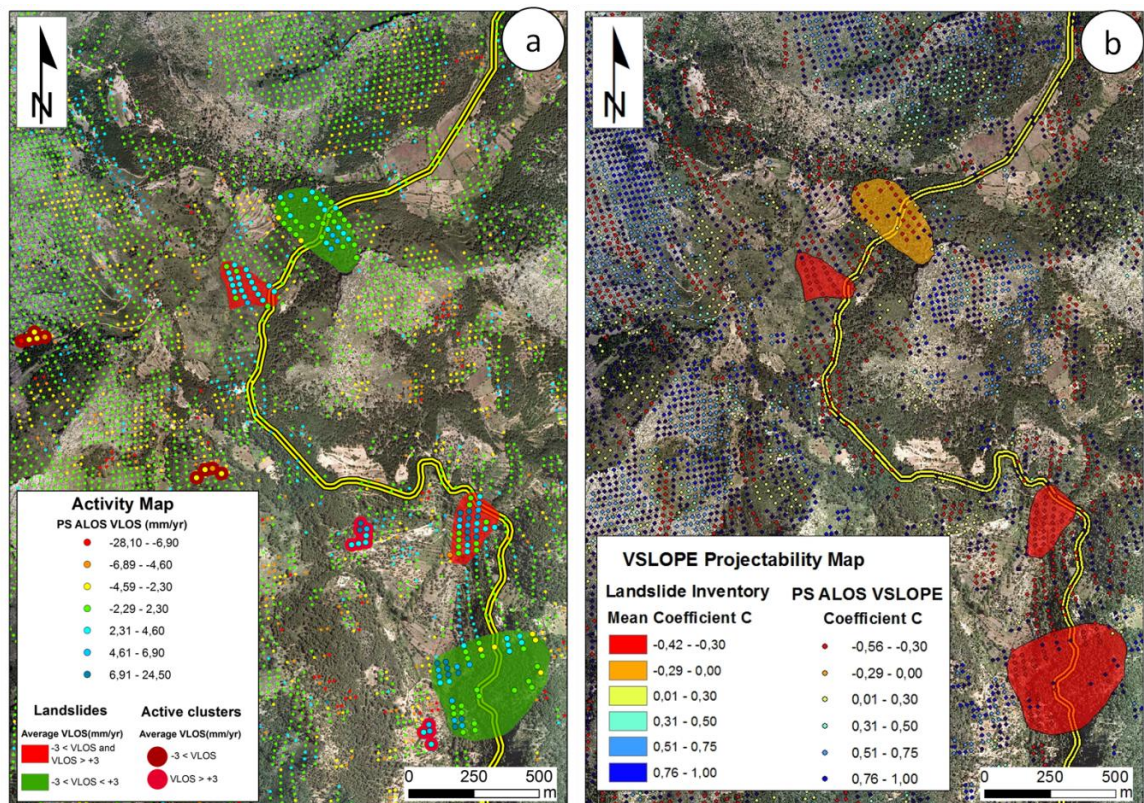 a
N
Activity Map
PS ALOS VLOS (mm/yr)
-28,10 - -6,90
-6,89 - -4,60
-4,59 - -2,30
-2,29 - 2,30
2,31 - 4,60
4,61 - 6,90
6,91 - 24,50
Landslides
Average VLOS(mm/yr)
-3 < VLOS and
VLOS > +3
-3 < VLOS < +3
Active clusters
Average VLOS(mm/yr)
-3 < VLOS
VLOS > +3
0 250 500
m
b
N
VSLOPE Projectability Map
Landslide Inventory
Mean Coefficient C
-0,42 - -0,30
-0,29 - 0,00
0,01 - 0,30
0,31 - 0,50
0,51 - 0,75
0,76 - 1,00
PS ALOS VSLOPE
Coefficient C
-0,56 - -0,30
-0,29 - 0,00
0,01 - 0,30
0,31 - 0,50
0,51 - 0,75
0,76 - 1,00
0 250 500
m